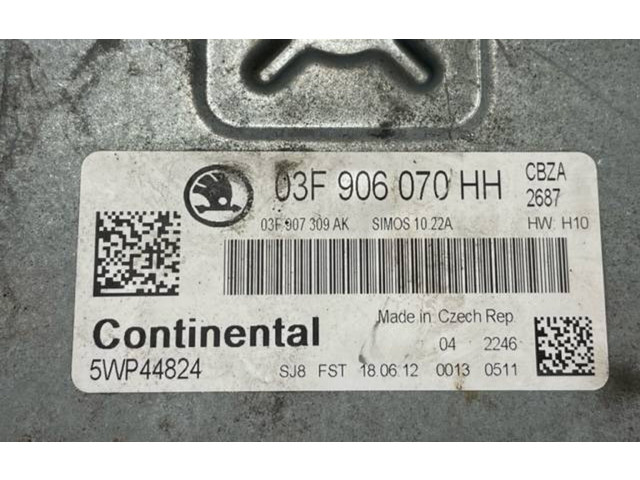 03F 906 070 HH CBZA
2687
03F 907 309 AK SIMOS 10.22A HW: H10
Continental Made in Czech Rep
04 2246
5WP44824 SJ8 FST 18.06.12 0013 0511